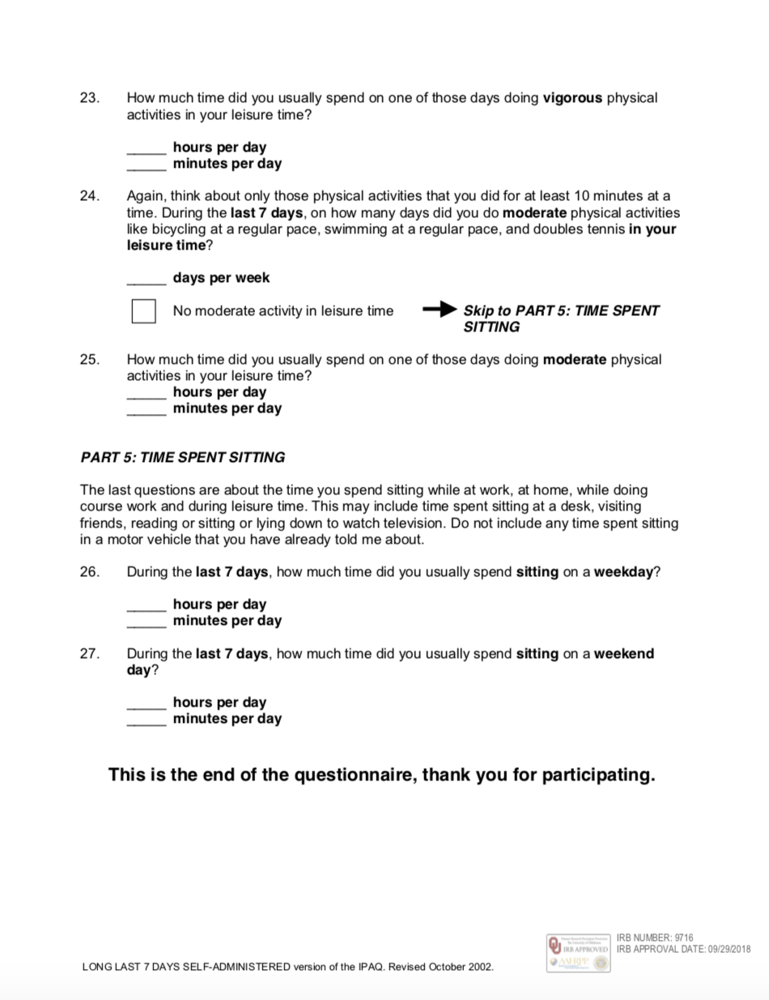 23. How much time did you usually spend on one of those days doing vigorous physical
activities in your leisure time?
_____ hours per day
_____ minutes per day
24. Again, think about only those physical activities that you did for at least 10 minutes at a
time. During the last 7 days, on how many days did you do moderate physical activities
like bicycling at a regular pace, swimming at a regular pace, and doubles tennis in your
leisure time?
_____ days per week
No moderate activity in leisure time Skip to PART 5: TIME SPENT
SITTING
25. How much time did you usually spend on one of those days doing moderate physical
activities in your leisure time?
_____ hours per day
_____ minutes per day
PART 5: TIME SPENT SITTING
The last questions are about the time you spend sitting while at work, at home, while doing
course work and during leisure time. This may include time spent sitting at a desk, visiting
friends, reading or sitting or lying down to watch television. Do not include any time spent sitting
in a motor vehicle that you have already told me about.
26. During the last 7 days, how much time did you usually spend sitting on a weekday?
_____ hours per day
_____ minutes per day
27. During the last 7 days, how much time did you usually spend sitting on a weekend
day?
_____ hours per day
_____ minutes per day
This is the end of the questionnaire, thank you for participating.
IRB APPROVED
AAHRPP
IRB NUMBER: 9716
IRB APPROVAL DATE: 09/29/2018
LONG LAST 7 DAYS SELF-ADMINISTERED version of the IPAQ. Revised October 2002.